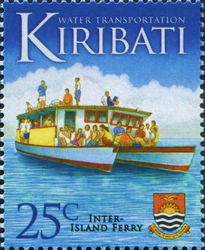 WATER TRANSPORTATION
KIRIBATI
25c
INTER-
ISLAND FERRY